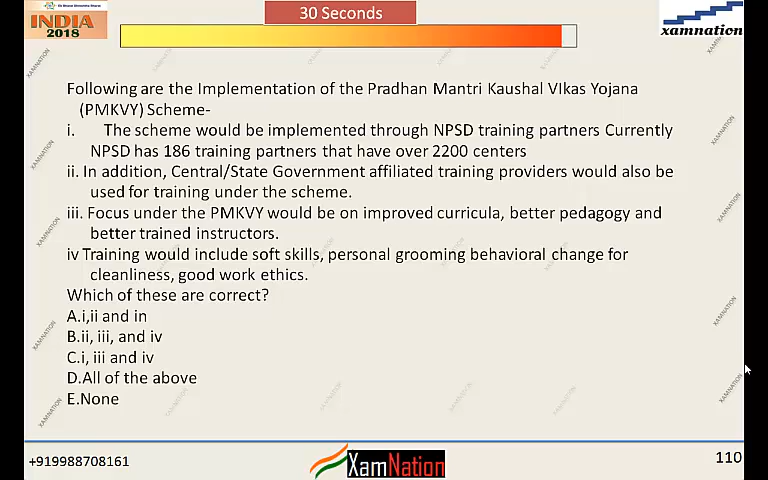 INDIA
2018
30 Seconds
xamnation
Following are the Implementation of the Pradhan Mantri Kaushal VIkas Yojana
(PMKVY) Scheme-
i. The scheme would be implemented through NPSD training partners Currently
NPSD has 186 training partners that have over 2200 centers
ii. In addition, Central/State Government affiliated training providers would also be
used for training under the scheme.
iii. Focus under the PMKVY would be on improved curricula, better pedagogy and
better trained instructors.
iv Training would include soft skills, personal grooming behavioral change for
cleanliness, good work ethics.
Which of these are correct?
A.i,ii and in
B.ii, iii, and iv
C.i, iii and iv
D.All of the above
E.None
+919988708161
XamNation
110